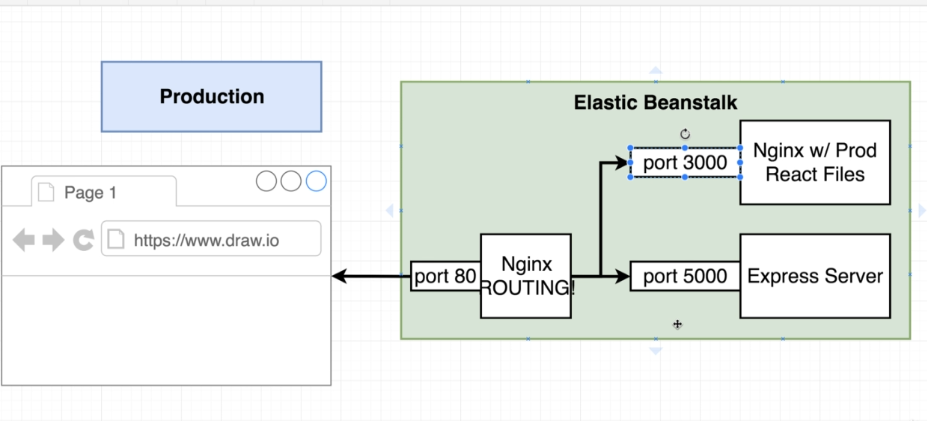 Production
Elastic Beanstalk
port 3000
Nginx w/ Prod
React Files
Page 1
https://www.draw.io
port 80
Nginx
ROUTING!
port 5000
Express Server